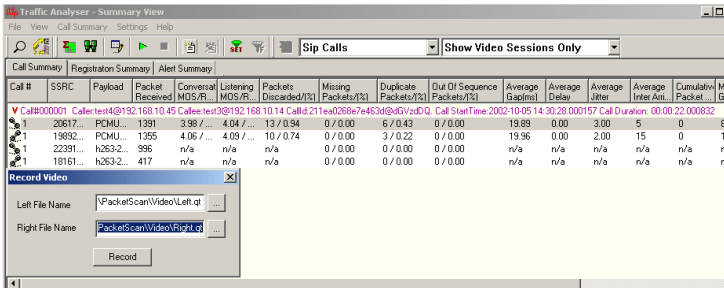 Traffic Analyser - Summary View
File View Call Summary Settings Help
SET Sip Calls Show Video Sessions Only
Call Summary Registraton Summary Alert Summary
Call # SSRC Payload Packet Received Conversat MOS/R... Listening MOS/R... Packets Discarded/(%) Missing Packets/(%) Duplicate Packets/(%) Out Of Sequence Packets/(%) Average Gap(ms) Average Delay Average Jitter Average Inter Arri... Cumulative Packet ...
V Call#000001 Caller:test4@192.168.10.45 Callee:test3@192.168.10.14 CallId:211ea0268e7e463d@dGVzdDQ. Call StartTime:2002-10-05 14:30:28.000157 Call Duration: 00:00:22.000832
1 20617... PCMU... 1391 3.98 / ... 4.04 / ... 13 / 0.94 0 / 0.00 6 / 0.43 0 / 0.00 19.89 0.00 3.00 5 0
1 19892... PCMU... 1355 4.06 / ... 4.09 / ... 10 / 0.74 0 / 0.00 3 / 0.22 0 / 0.00 19.96 0.00 2.00 15 0
1 22391... h263-2... 996 n/a n/a n/a 0 / 0.00 n/a 0 / 0.00 n/a n/a n/a n/a n/a
1 18161... h263-2... 417 n/a n/a n/a 0 / 0.00 n/a 0 / 0.00 n/a n/a n/a n/a n/a
Record Video
Left File Name \PacketScan\Video\Left.qt ...
Right File Name PacketScan\Video\Right.qt ...
Record